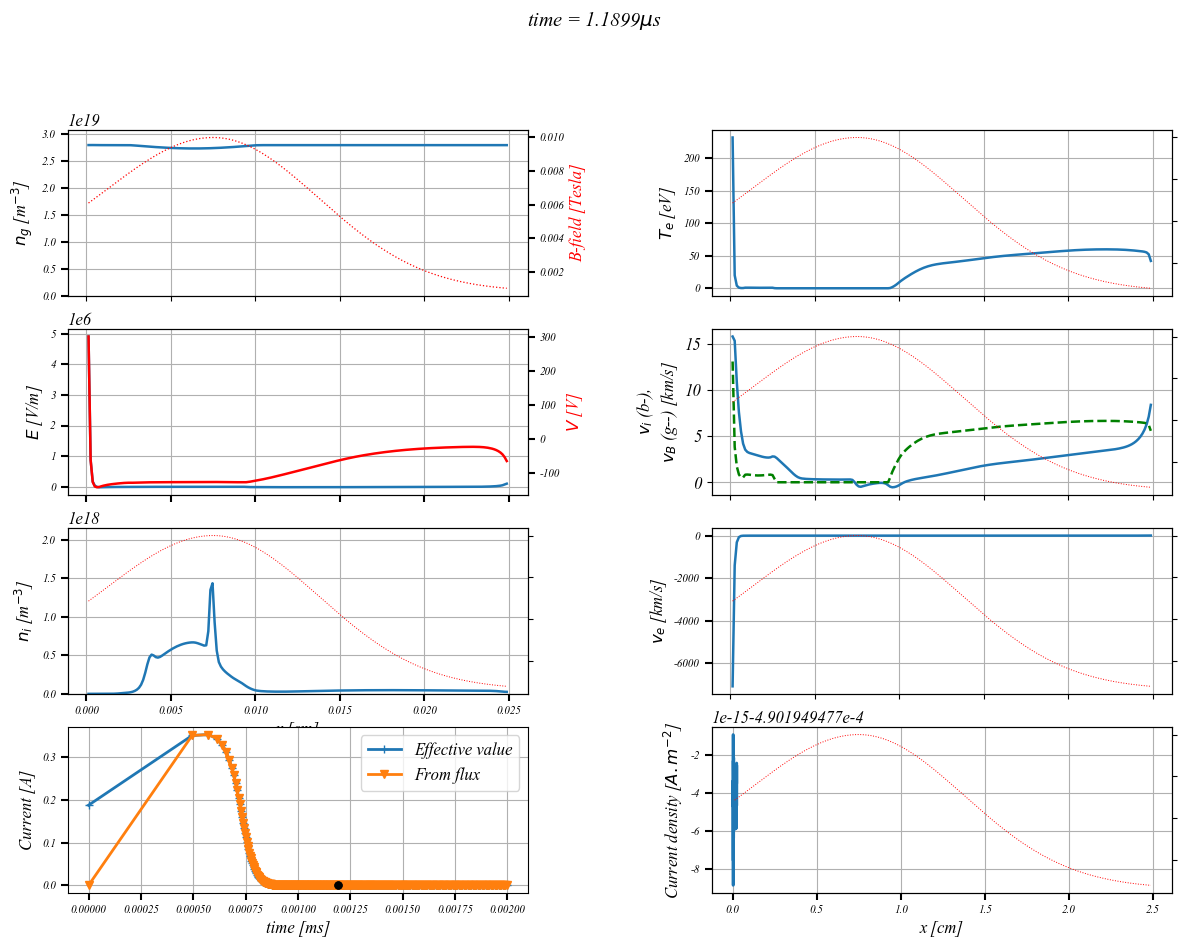 time = 1.1899μs
1e19
3.0
2.5
2.0
1.5
1.0
0.5
0.0
n_g [m^{-3}]
0.010
0.008
0.006
0.004
0.002
B-field [Tesla]
200
150
100
50
0
T_e [eV]
1e6
5
4
3
2
1
0
E [V/m]
300
200
100
0
-100
V [V]
15
10
5
0
v_i (b-),
v_B (g--) [km/s]
1e18
2.0
1.5
1.0
0.5
0.0
n_i [m^{-3}]
0.000 0.005 0.010 0.015 0.020 0.025
0
-2000
-4000
-6000
v_e [km/s]
0.3
0.2
0.1
0.0
Current [A]
Effective value
From flux
0.00000 0.00025 0.00050 0.00075 0.00100 0.00125 0.00150 0.00175 0.00200
time [ms]
1e-15-4.901949477e-4
-2
-4
-6
-8
Current density [A.m^{-2}]
0.0 0.5 1.0 1.5 2.0 2.5
x [cm]